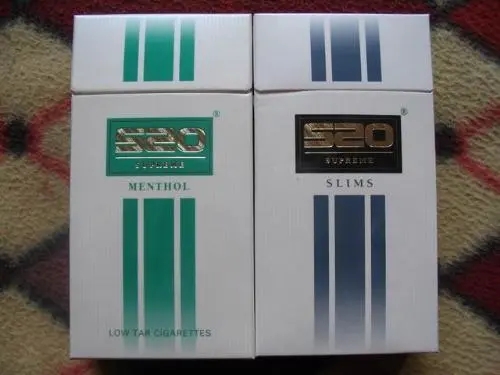 520
SUPREME
MENTHOL
LOW TAR CIGARETTES
520
SUPREME
SLIMS